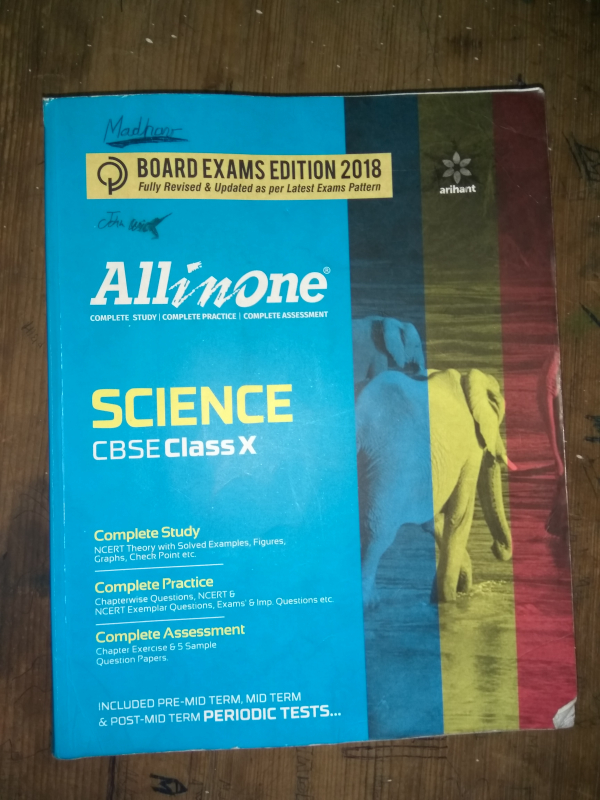 BOARD EXAMS EDITION 2018
Fully Revised & Updated as per Latest Exams Pattern
arihant
All in One®
COMPLETE STUDY | COMPLETE PRACTICE | COMPLETE ASSESSMENT
SCIENCE
CBSE Class X
Complete Study
NCERT Theory with Solved Examples, Figures,
Graphs, Check Point etc.
Complete Practice
Chapterwise Questions, NCERT &
NCERT Exemplar Questions, Exams' & Imp. Questions etc.
Complete Assessment
Chapter Exercise & 5 Sample
Question Papers.
INCLUDED PRE-MID TERM, MID TERM
& POST-MID TERM PERIODIC TESTS...